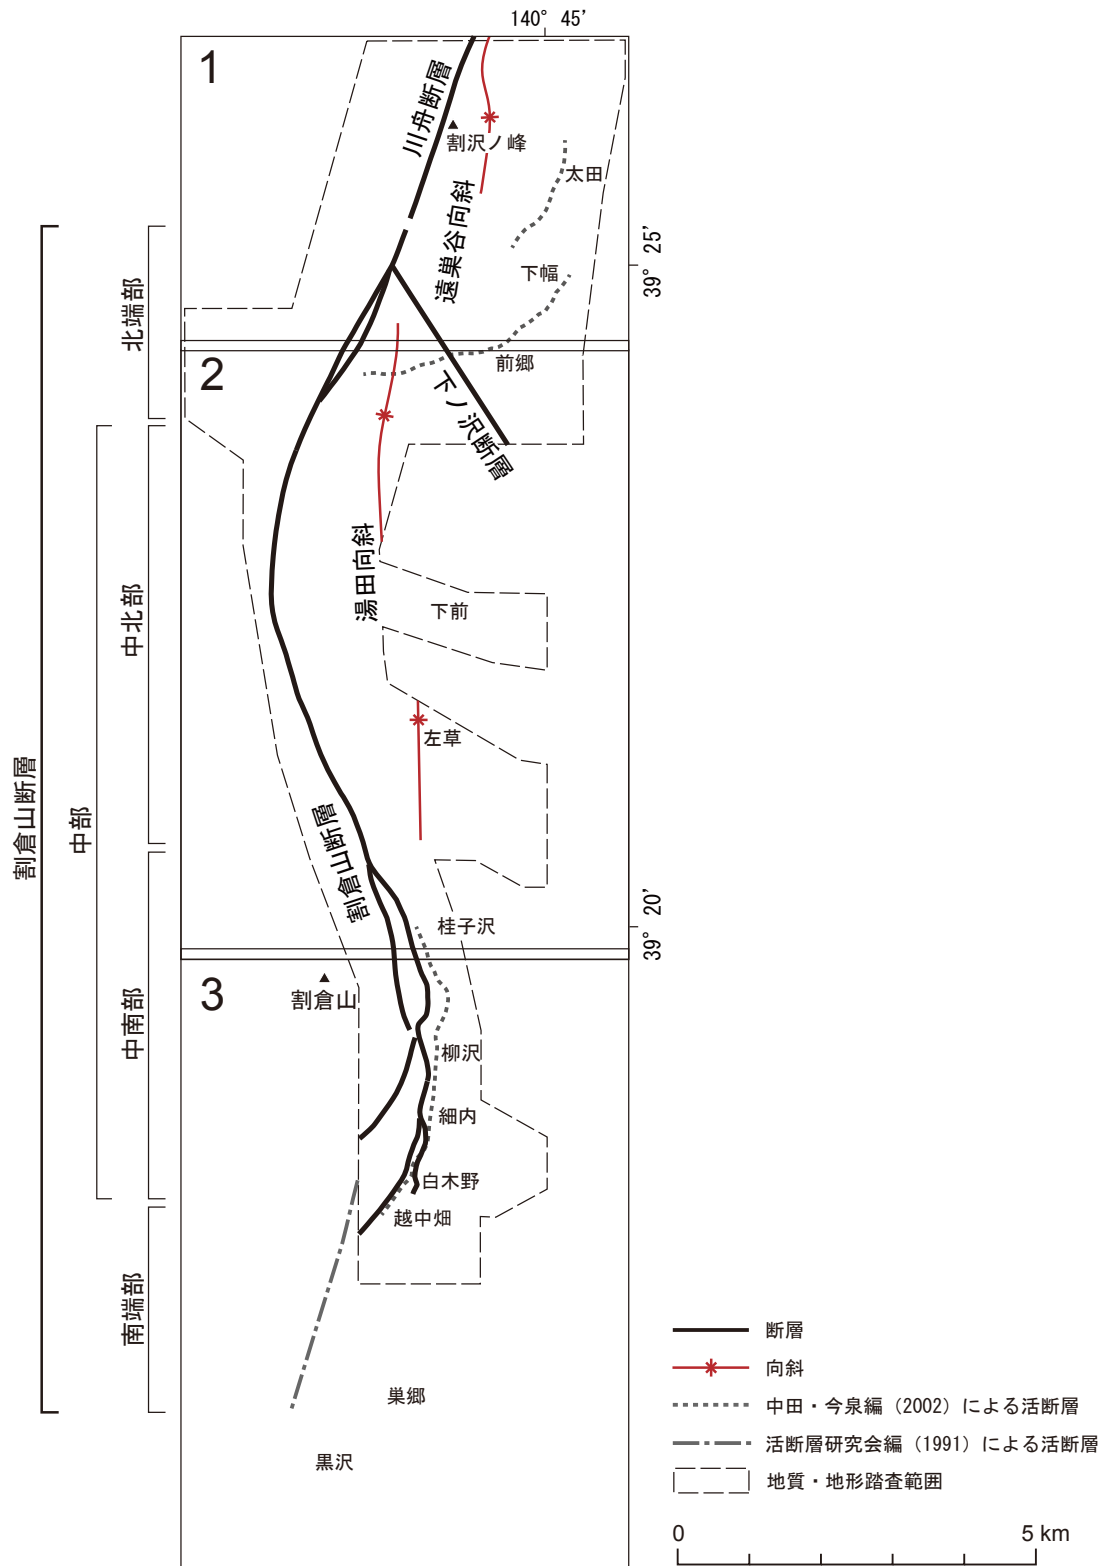 140° 45'
1
川舟断層
割沢ノ峰
太田
遠巣谷向斜
39° 25'
下幅
北端部
2
前郷
下ノ沢断層
湯田向斜
下前
中北部
左草
割倉山断層
中部
割倉山断層
桂子沢
39° 20'
3
割倉山
中南部
柳沢
細内
白木野
越中畑
南端部
巣郷
黒沢
断層
向斜
中田・今泉編（2002）による活断層
活断層研究会編（1991）による活断層
地質・地形踏査範囲
0 5 km